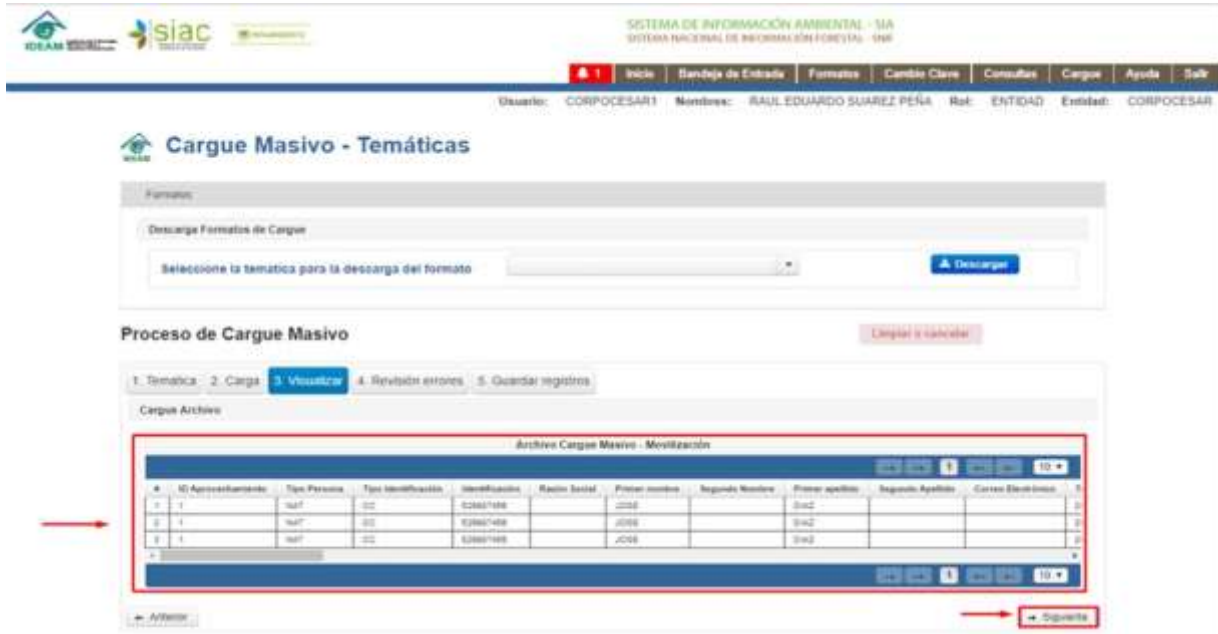 IDEAM siac
SISTEMA DE INFORMACIÓN AMBIENTAL - SIA
SISTEMA NACIONAL DE INFORMACIÓN FORESTAL - SNIF
1 Inicio Bandeja de Entrada Formatos Cambio Clave Consultas Cargue Ayuda Salir
Usuario: CORPOCESAR1 Nombres: RAUL EDUARDO SUAREZ PEÑA Rol: ENTIDAD Entidad: CORPOCESAR
IDEAM Cargue Masivo - Temáticas
Formatos
Descarga Formatos de Cargue
Seleccione la tematica para la descarga del formato Descargar
Proceso de Cargue Masivo Limpiar o cancelar
1. Tematica 2. Carga 3. Visualizar 4. Revisión errores 5. Guardar registros
Cargue Archivo
Archivo Cargue Masivo - Movilización
1 10
# ID Aprovechamiento Tipo Persona Tipo Identificación Identificación Razón Social Primer nombre Segundo Nombre Primer apellido Segundo Apellido Correo Electrónico
1 1 NAT CC JOSE DIAZ
2 1 NAT CC JOSE DIAZ
3 1 NAT CC JOSE DIAZ
1 10
Anterior Siguiente